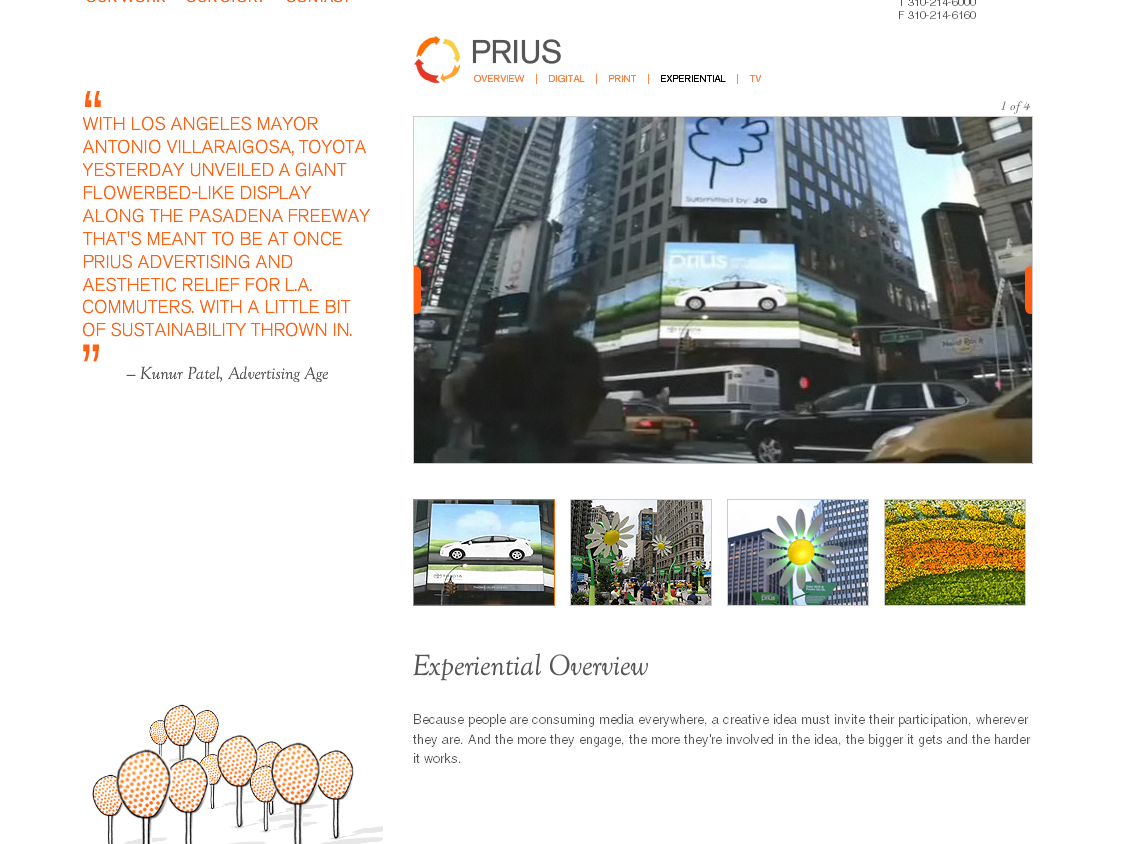 T 310-214-6000
F 310-214-6160
PRIUS
OVERVIEW | DIGITAL | PRINT | EXPERIENTIAL | TV
1 of 4
“
WITH LOS ANGELES MAYOR
ANTONIO VILLARAIGOSA, TOYOTA
YESTERDAY UNVEILED A GIANT
FLOWERBED-LIKE DISPLAY
ALONG THE PASADENA FREEWAY
THAT'S MEANT TO BE AT ONCE
PRIUS ADVERTISING AND
AESTHETIC RELIEF FOR L.A.
COMMUTERS. WITH A LITTLE BIT
OF SUSTAINABILITY THROWN IN.
”
– Kunur Patel, Advertising Age
Submitted by JG
PRIUS
Hard Rock
TOYOTA
Experiential Overview
Because people are consuming media everywhere, a creative idea must invite their participation, wherever
they are. And the more they engage, the more they're involved in the idea, the bigger it gets and the harder
it works.